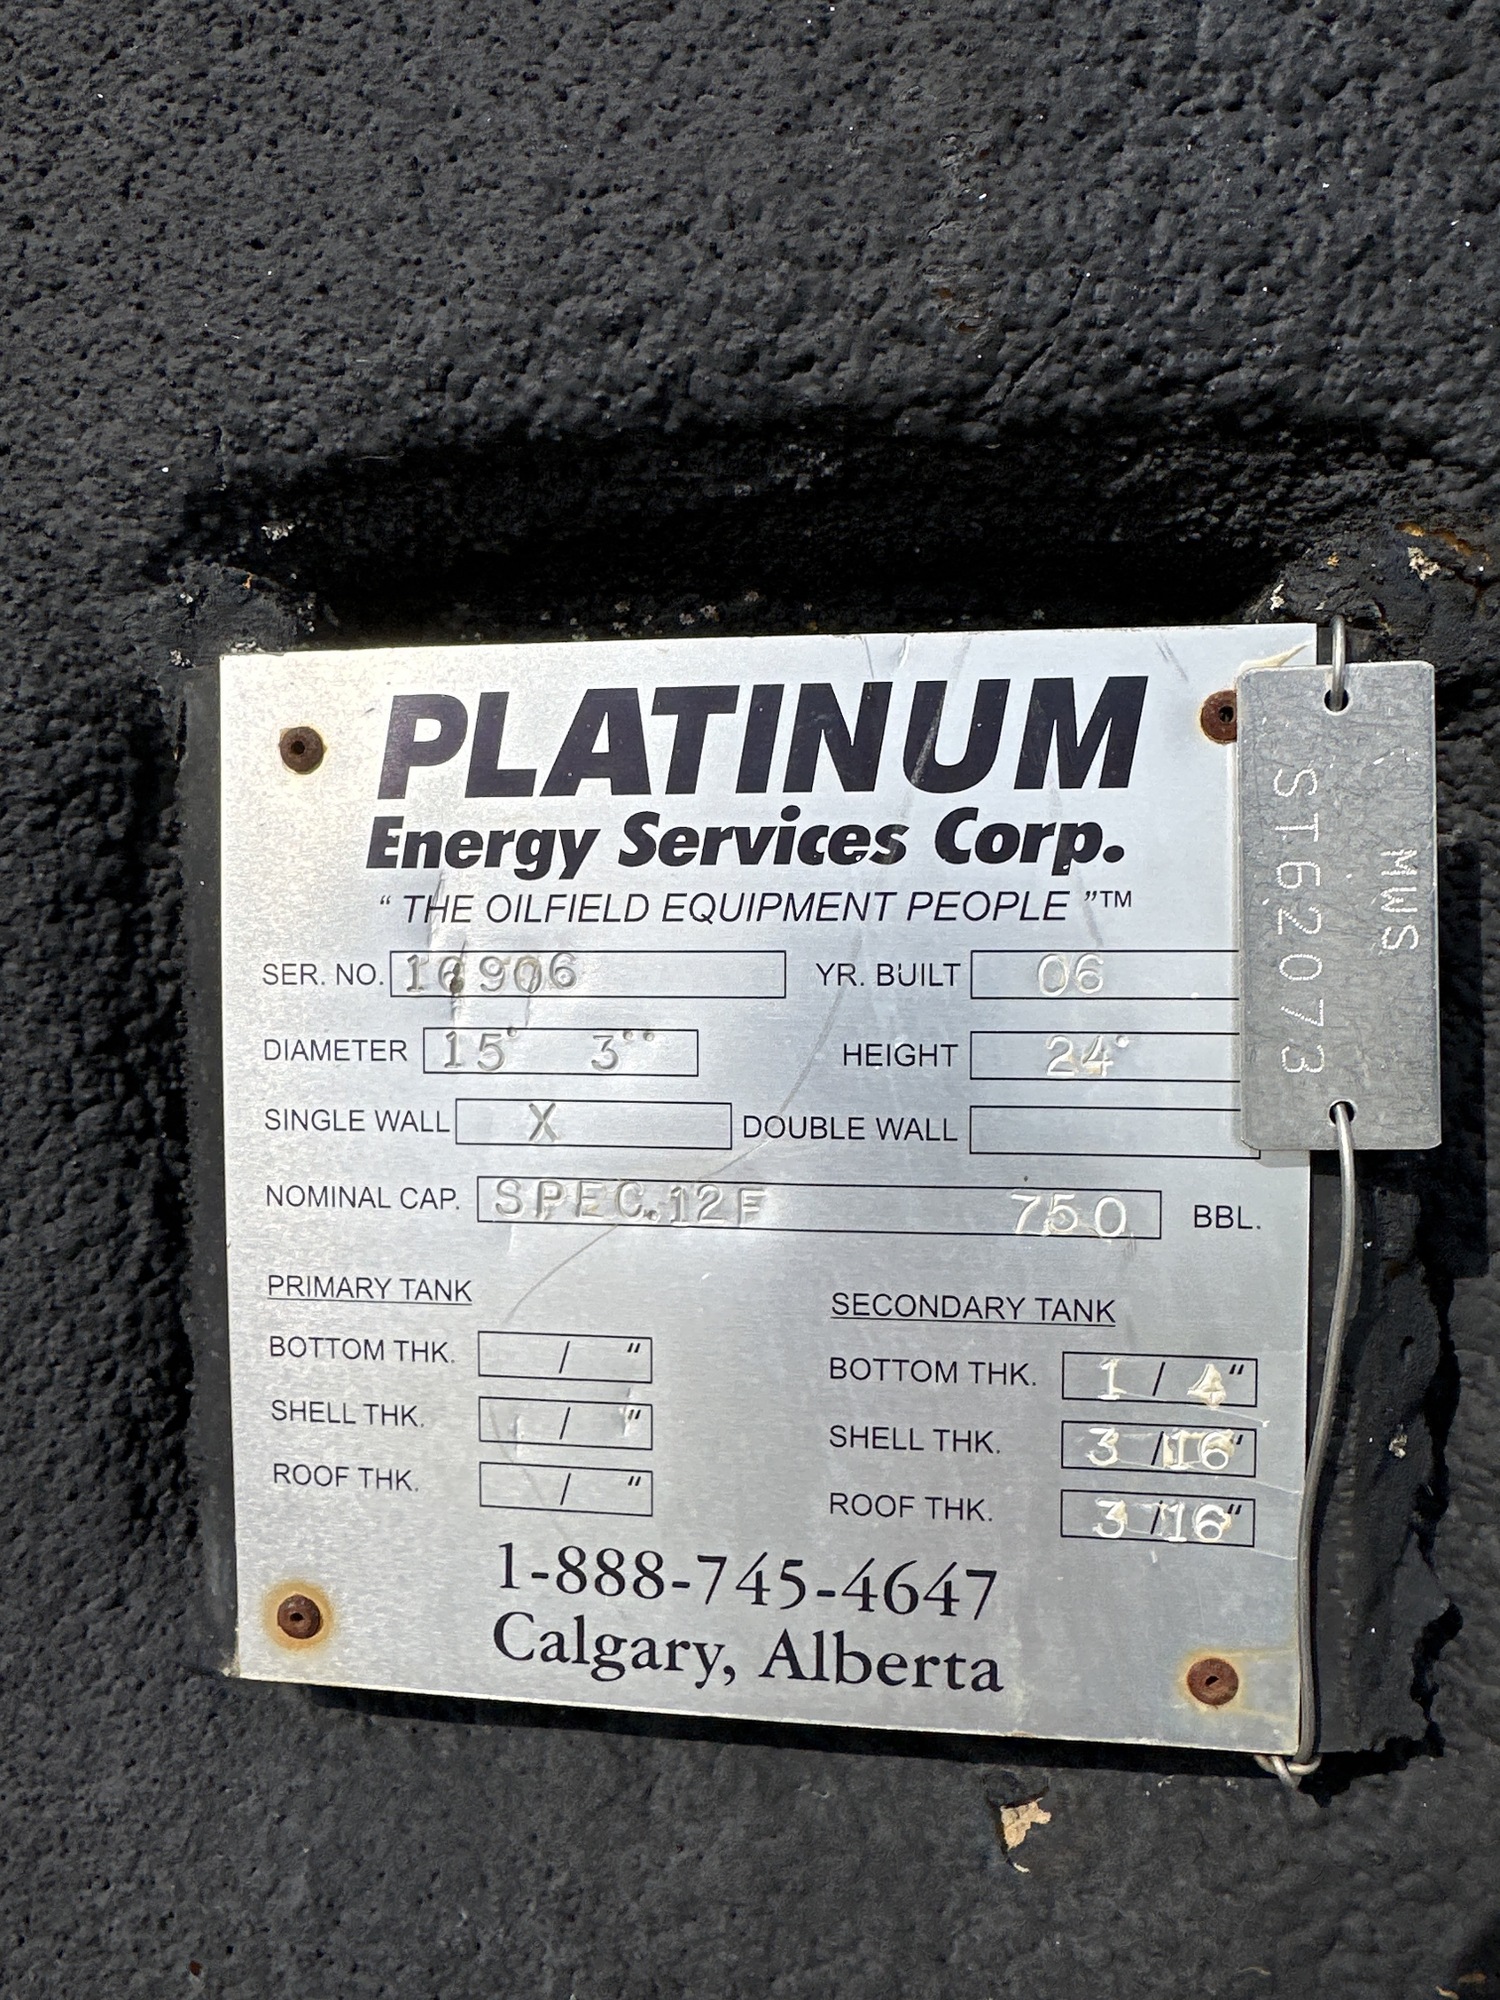 PLATINUM
Energy Services Corp.
“ THE OILFIELD EQUIPMENT PEOPLE ”™
SER. NO. 16906 YR. BUILT 06
DIAMETER 15' 3'' HEIGHT 24'
SINGLE WALL X DOUBLE WALL
NOMINAL CAP. SPEC.12F 750 BBL.
PRIMARY TANK
BOTTOM THK. / "
SHELL THK. / "
ROOF THK. / "
SECONDARY TANK
BOTTOM THK. 1 / 4"
SHELL THK. 3 /16"
ROOF THK. 3 /16"
1-888-745-4647
Calgary, Alberta
MWS
ST62073